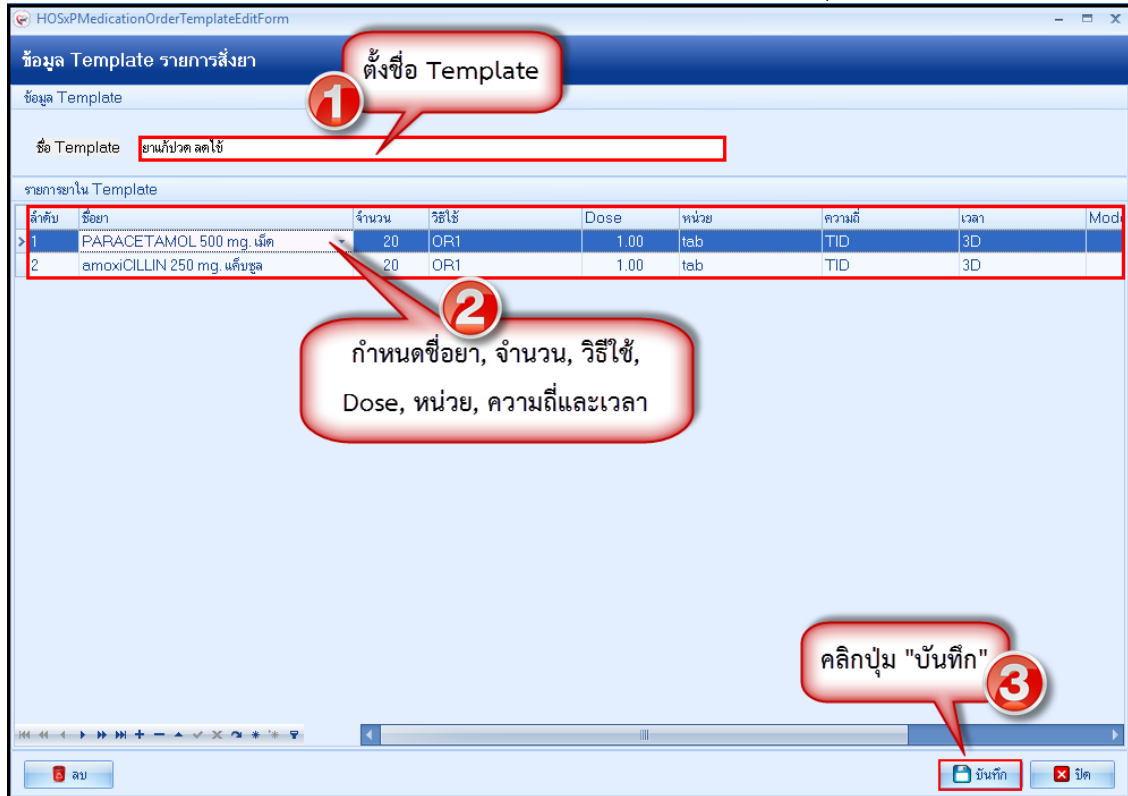 HOSxPMedicationOrderTemplateEditForm
ข้อมูล Template รายการสั่งยา
ตั้งชื่อ Template
1
ข้อมูล Template
ชื่อ Template ยาแก้ปวด ลดไข้
รายการยาใน Template
ลำดับ ชื่อยา จำนวน วิธีใช้ Dose หน่วย ความถี่ เวลา Mod
1 PARACETAMOL 500 mg. เม็ด 20 OR1 1.00 tab TID 3D
2 amoxiCILLIN 250 mg. แค็บซูล 20 OR1 1.00 tab TID 3D
2
กำหนดชื่อยา, จำนวน, วิธีใช้,
Dose, หน่วย, ความถี่และเวลา
คลิกปุ่ม "บันทึก"
3
ลบ บันทึก ปิด